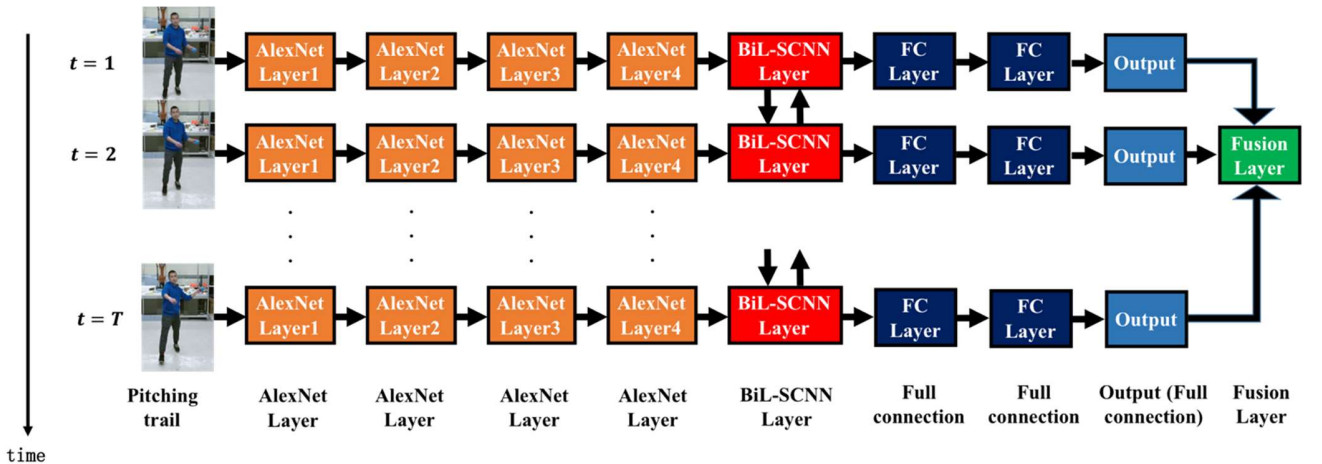 t = 1
AlexNet
Layer1
AlexNet
Layer2
AlexNet
Layer3
AlexNet
Layer4
BiL-SCNN
Layer
FC
Layer
FC
Layer
Output
t = 2
AlexNet
Layer1
AlexNet
Layer2
AlexNet
Layer3
AlexNet
Layer4
BiL-SCNN
Layer
FC
Layer
FC
Layer
Output
Fusion
Layer
t = T
AlexNet
Layer1
AlexNet
Layer2
AlexNet
Layer3
AlexNet
Layer4
BiL-SCNN
Layer
FC
Layer
FC
Layer
Output
Pitching
trail
AlexNet
Layer
AlexNet
Layer
AlexNet
Layer
AlexNet
Layer
BiL-SCNN
Layer
Full
connection
Full
connection
Output (Full
connection)
Fusion
Layer
time